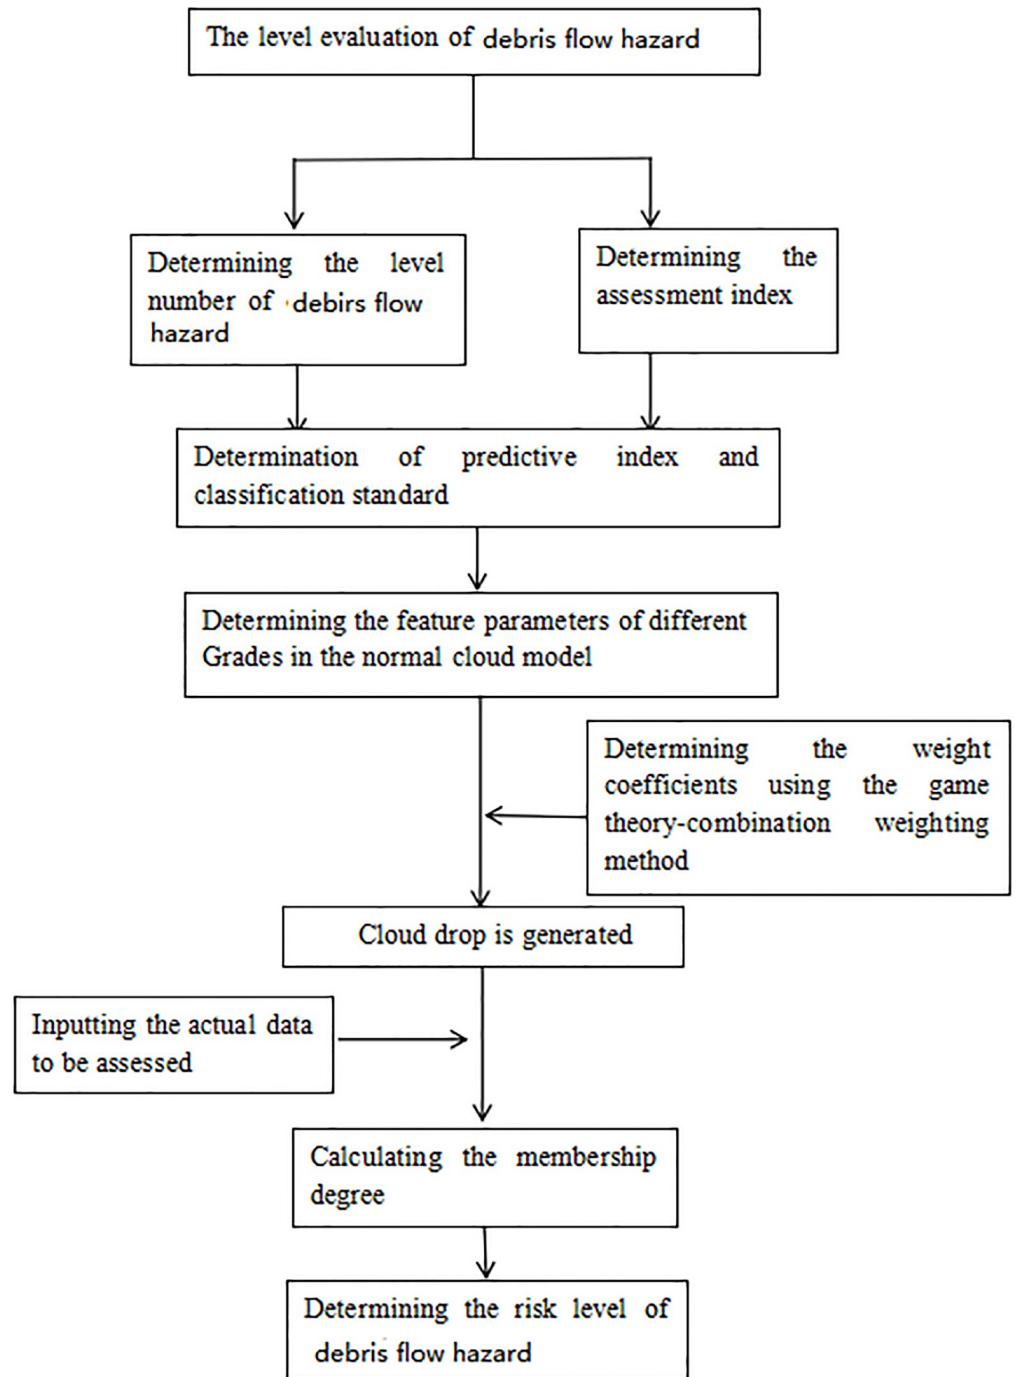 The level evaluation of debris flow hazard
Determining the level
number of debirs flow
hazard
Determining the
assessment index
Determination of predictive index and
classification standard
Determining the feature parameters of different
Grades in the normal cloud model
Determining the weight
coefficients using the game
theory-combination weighting
method
Cloud drop is generated
Inputting the actual data
to be assessed
Calculating the membership
degree
Determining the risk level of
debris flow hazard